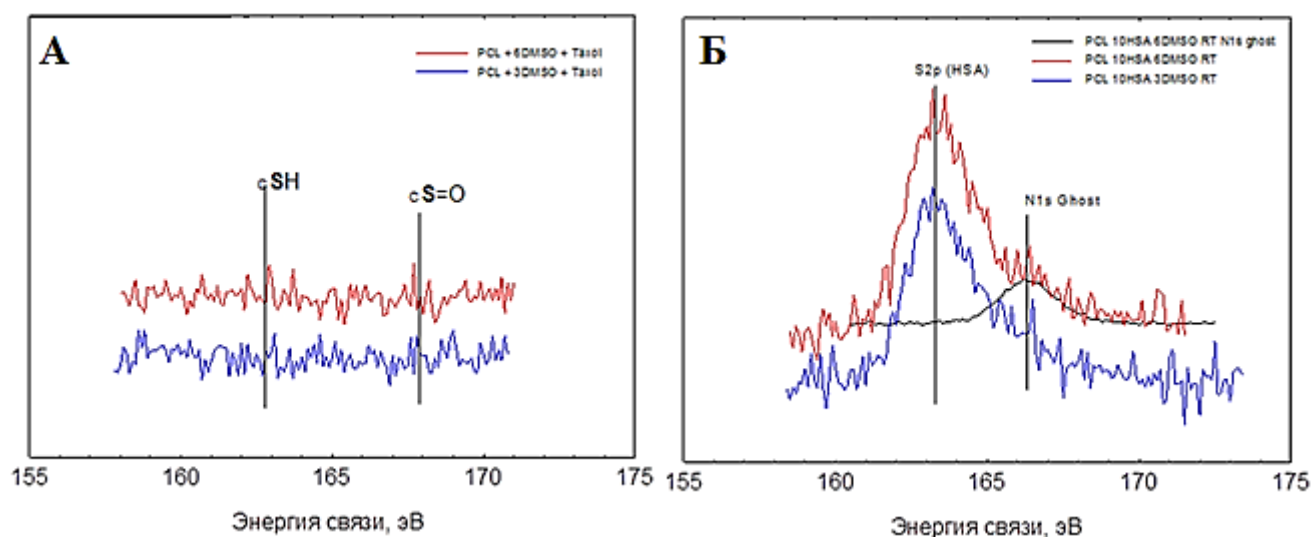 А
PCL + 6DMSO + Taxol
PCL + 3DMSO + Taxol
cSH
cS=O
155 160 165 170 175
Энергия связи, эВ
Б
PCL 10HSA 6DMSO RT N1s ghost
PCL 10HSA 6DMSO RT
PCL 10HSA 3DMSO RT
S2p (HSA)
N1s Ghost
155 160 165 170 175
Энергия связи, эВ